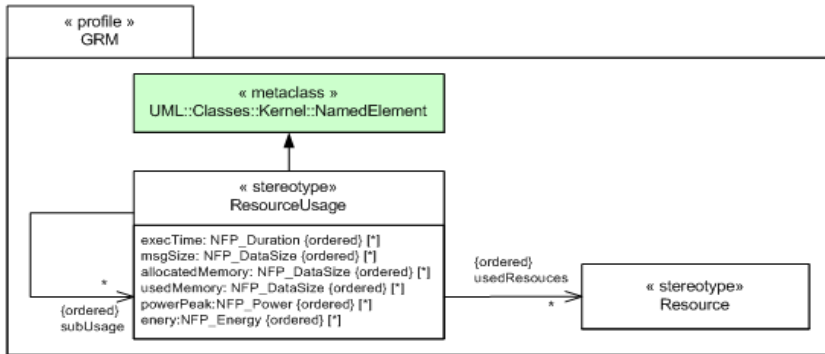 « profile »
GRM
« metaclass »
UML::Classes::Kernel::NamedElement
« stereotype»
ResourceUsage
execTime: NFP_Duration {ordered} [*]
msgSize: NFP_DataSize {ordered} [*]
allocatedMemory: NFP_DataSize {ordered} [*]
usedMemory: NFP_DataSize {ordered} [*]
powerPeak:NFP_Power {ordered} [*]
enery:NFP_Energy {ordered} [*]
*
{ordered}
subUsage
{ordered}
usedResouces
*
« stereotype»
Resource